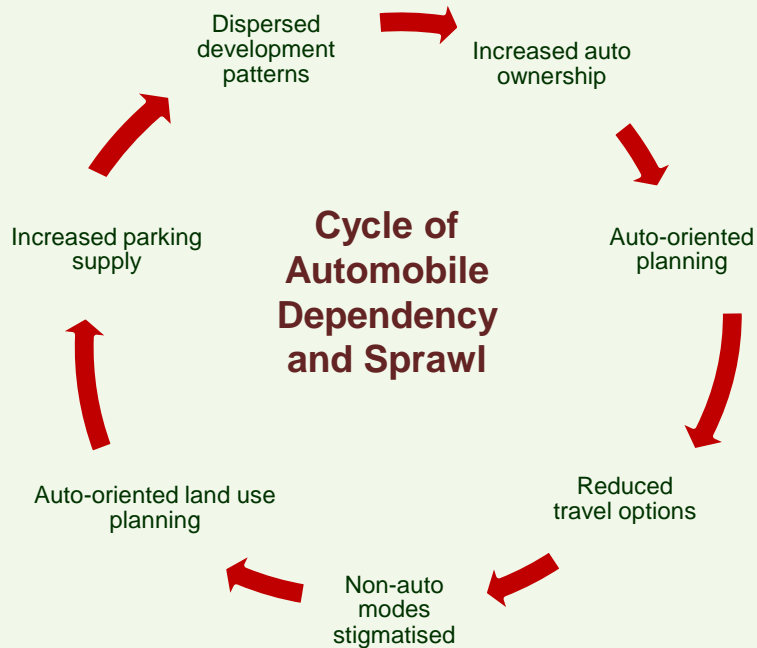 Dispersed
development
patterns
Increased auto
ownership
Auto-oriented
planning
Reduced
travel options
Non-auto
modes
stigmatised
Auto-oriented land use
planning
Increased parking
supply
Cycle of
Automobile
Dependency
and Sprawl